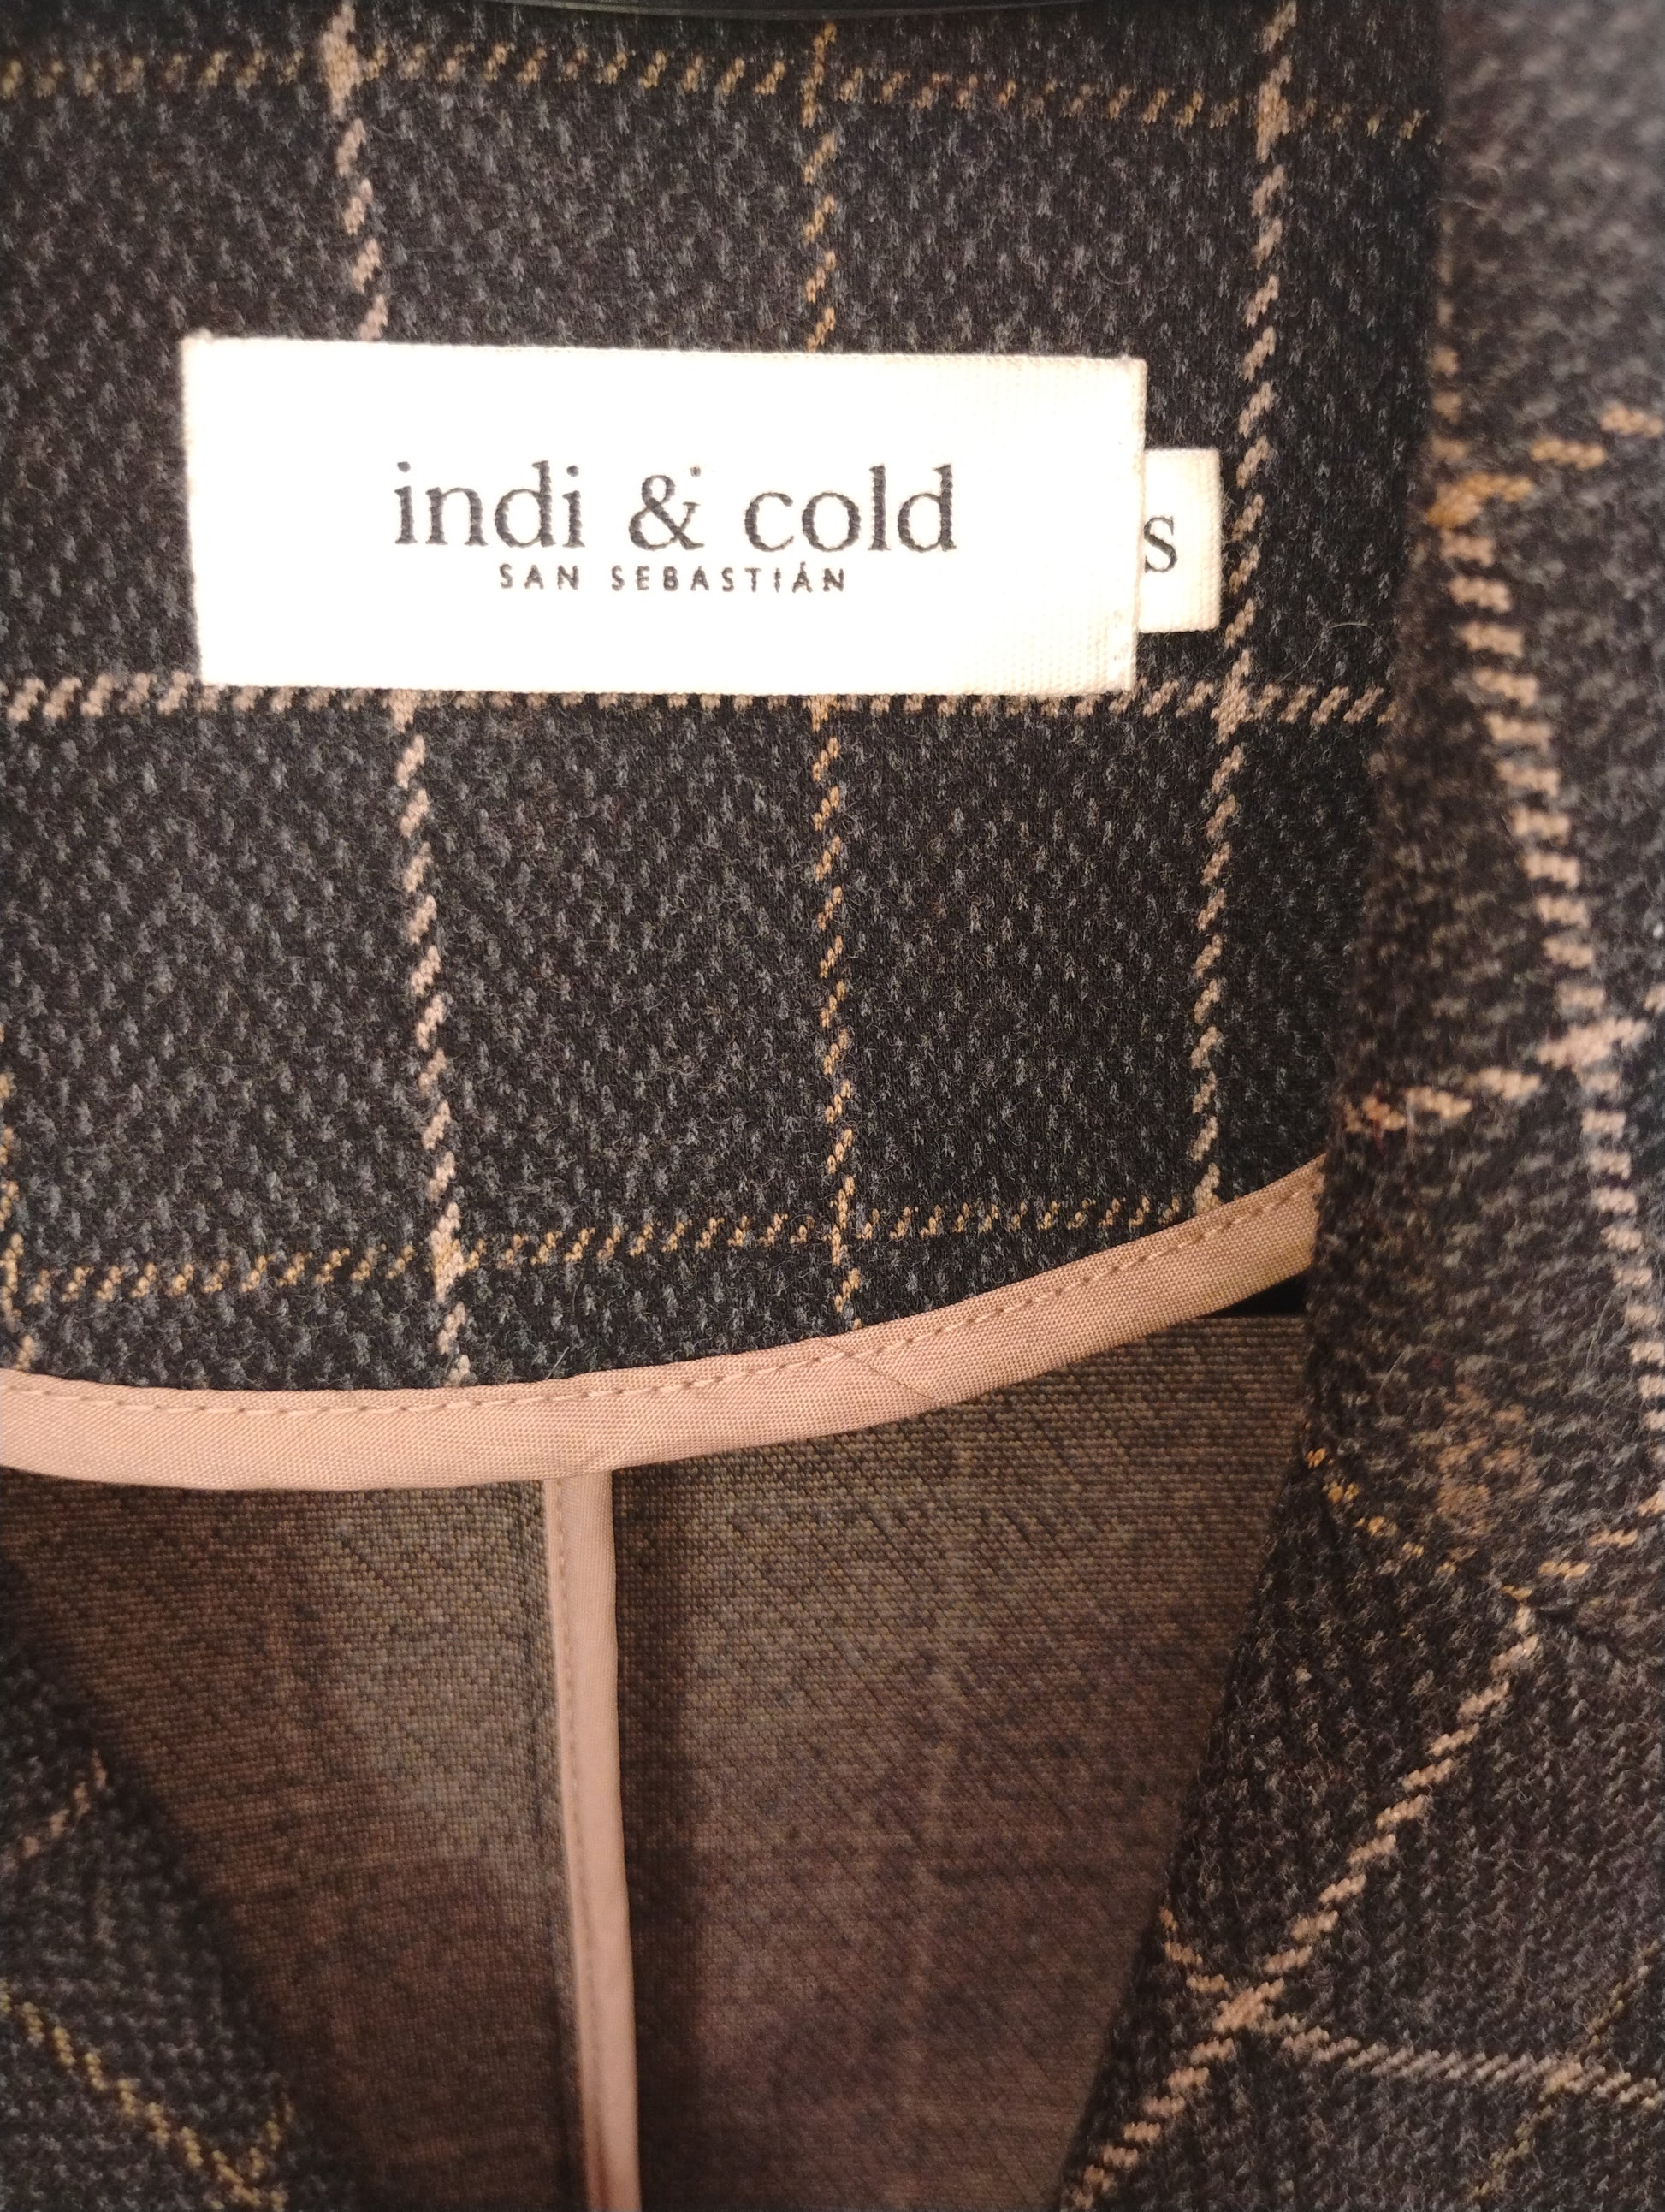 indi & cold
SAN SEBASTIÁN
S